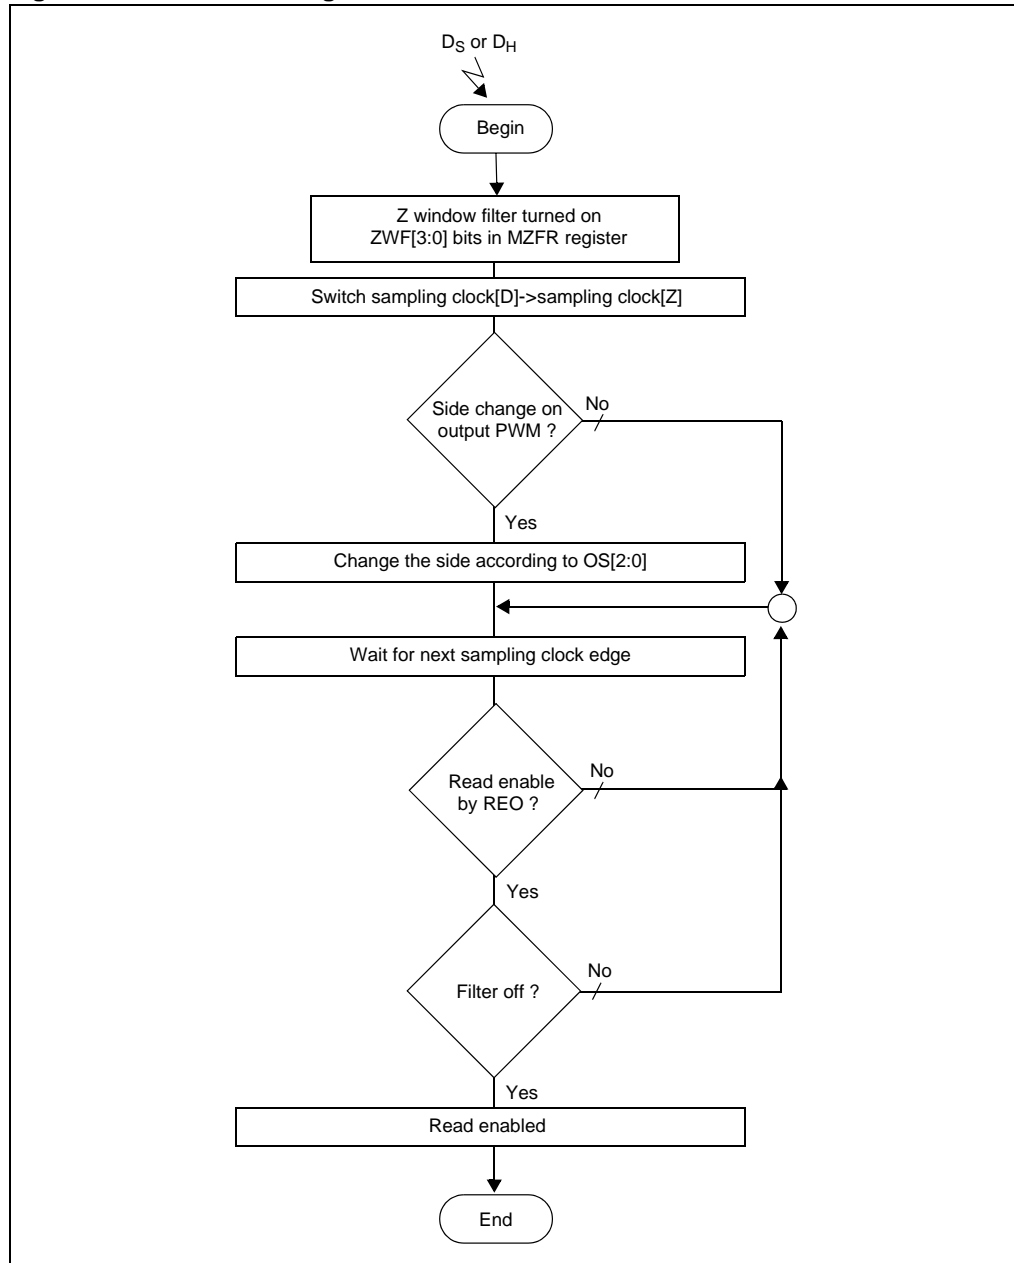 DS or DH
Begin
Z window filter turned on
ZWF[3:0] bits in MZFR register
Switch sampling clock[D]->sampling clock[Z]
Side change on
output PWM ?
No
Yes
Change the side according to OS[2:0]
Wait for next sampling clock edge
Read enable
by REO ?
No
Yes
Filter off ?
No
Yes
Read enabled
End